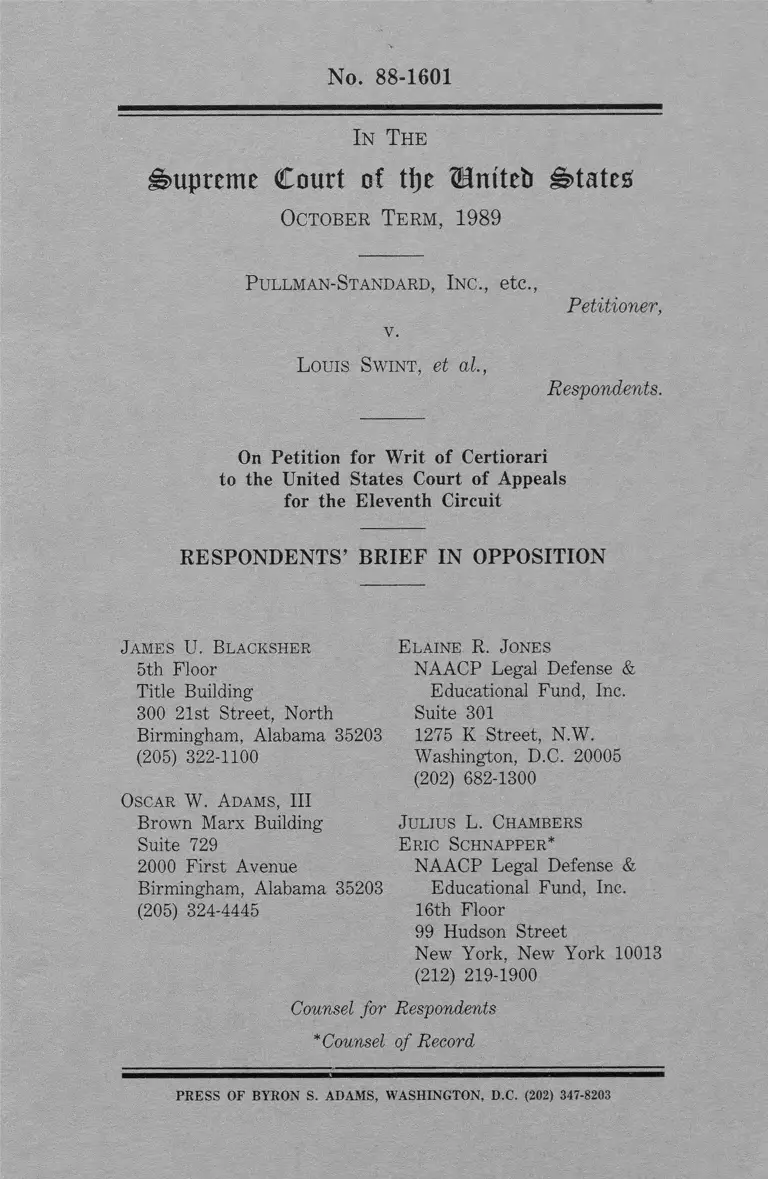 No. 88-1601
IN THE
Supreme Court of the United States
OCTOBER TERM, 1989
PULLMAN-STANDARD, INC., etc.,
Petitioner,
v.
LOUIS SWINT, et al.,
Respondents.
On Petition for Writ of Certiorari
to the United States Court of Appeals
for the Eleventh Circuit
RESPONDENTS' BRIEF IN OPPOSITION
JAMES U. BLACKSHER
5th Floor
Title Building
300 21st Street, North
Birmingham, Alabama 35203
(205) 322-1100
OSCAR W. ADAMS, III
Brown Marx Building
Suite 729
2000 First Avenue
Birmingham, Alabama 35203
(205) 324-4445
ELAINE R. JONES
NAACP Legal Defense &
Educational Fund, Inc.
Suite 301
1275 K Street, N.W.
Washington, D.C. 20005
(202) 682-1300
JULIUS L. CHAMBERS
ERIC SCHNAPPER*
NAACP Legal Defense &
Educational Fund, Inc.
16th Floor
99 Hudson Street
New York, New York 10013
(212) 219-1900
Counsel for Respondents
*Counsel of Record
PRESS OF BYRON S. ADAMS, WASHINGTON, D.C. (202) 347-8203